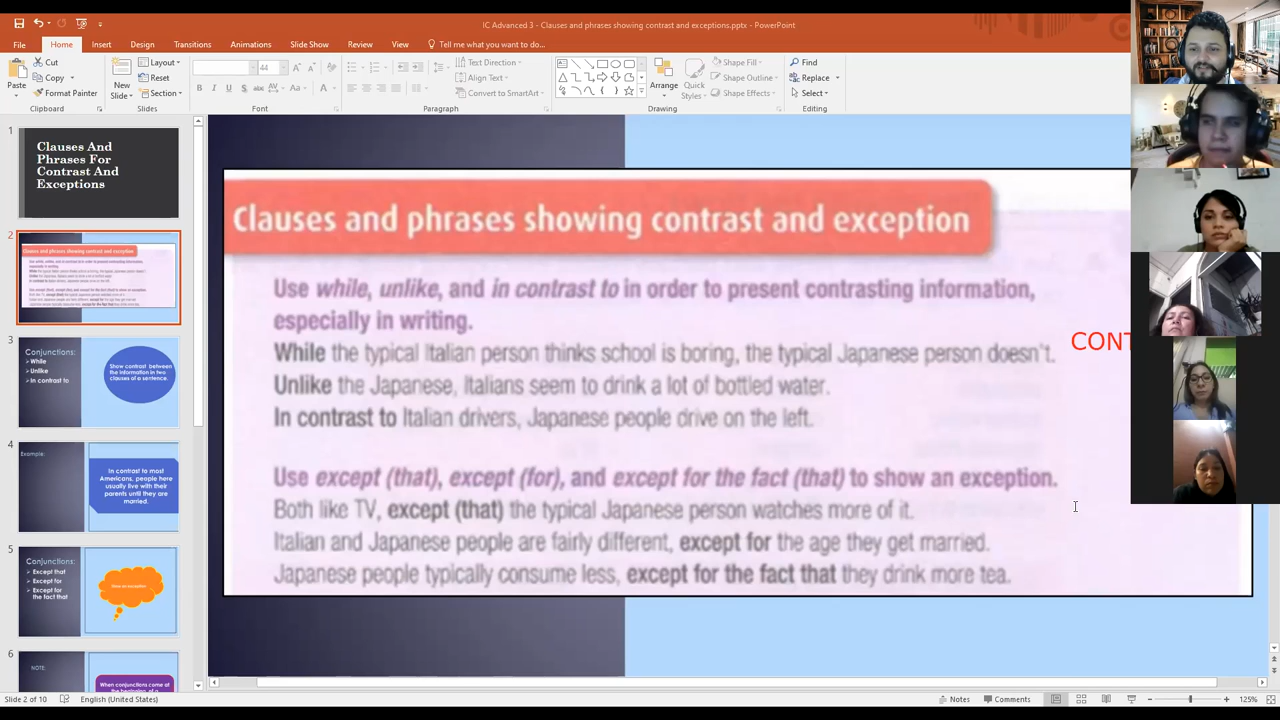 IC Advanced 3 - Clauses and phrases showing contrast and exceptions.pptx - PowerPoint
File Home Insert Design Transitions Animations Slide Show Review View Tell me what you want to do...
Paste Cut Copy Format Painter Clipboard
New Slide Layout Reset Section Slides
44 Font
Text Direction Align Text Convert to SmartArt Paragraph
Arrange Quick Styles Shape Fill Shape Outline Shape Effects Drawing
Find Replace Select Editing
1
Clauses And
Phrases For
Contrast And
Exceptions
2
3
Conjunctions:
While
Unlike
In contrast to
Show contrast between
the information in two
clauses of a sentence.
4
Example:
In contrast to most
Americans, people here
usually live with their
parents until they are
married.
5
Conjunctions:
Except that
Except for
Except for
the fact that
6
NOTE:
When conjunctions come at
the beginning of a
Clauses and phrases showing contrast and exception
Use while, unlike, and in contrast to in order to present contrasting information,
especially in writing.
While the typical Italian person thinks school is boring, the typical Japanese person doesn't.
Unlike the Japanese, Italians seem to drink a lot of bottled water.
In contrast to Italian drivers, Japanese people drive on the left.
Use except (that), except (for), or except for the fact (that) to show an exception.
Both like TV, except (that) the typical Japanese person watches more of it.
Italian and Japanese people are fairly different, except for the age they get married.
Japanese people typically consume less, except for the fact that they drink more tea.
CONT
Slide 2 of 10 English (United States) Notes Comments 125%